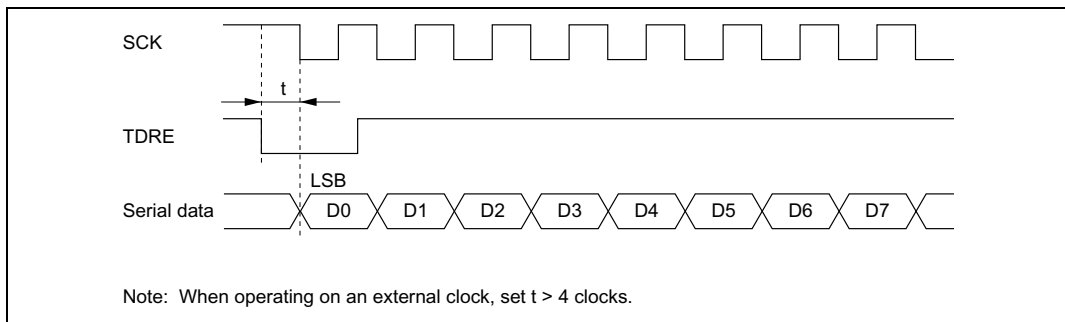 SCK
t
TDRE
LSB
Serial data D0 D1 D2 D3 D4 D5 D6 D7
Note: When operating on an external clock, set t > 4 clocks.